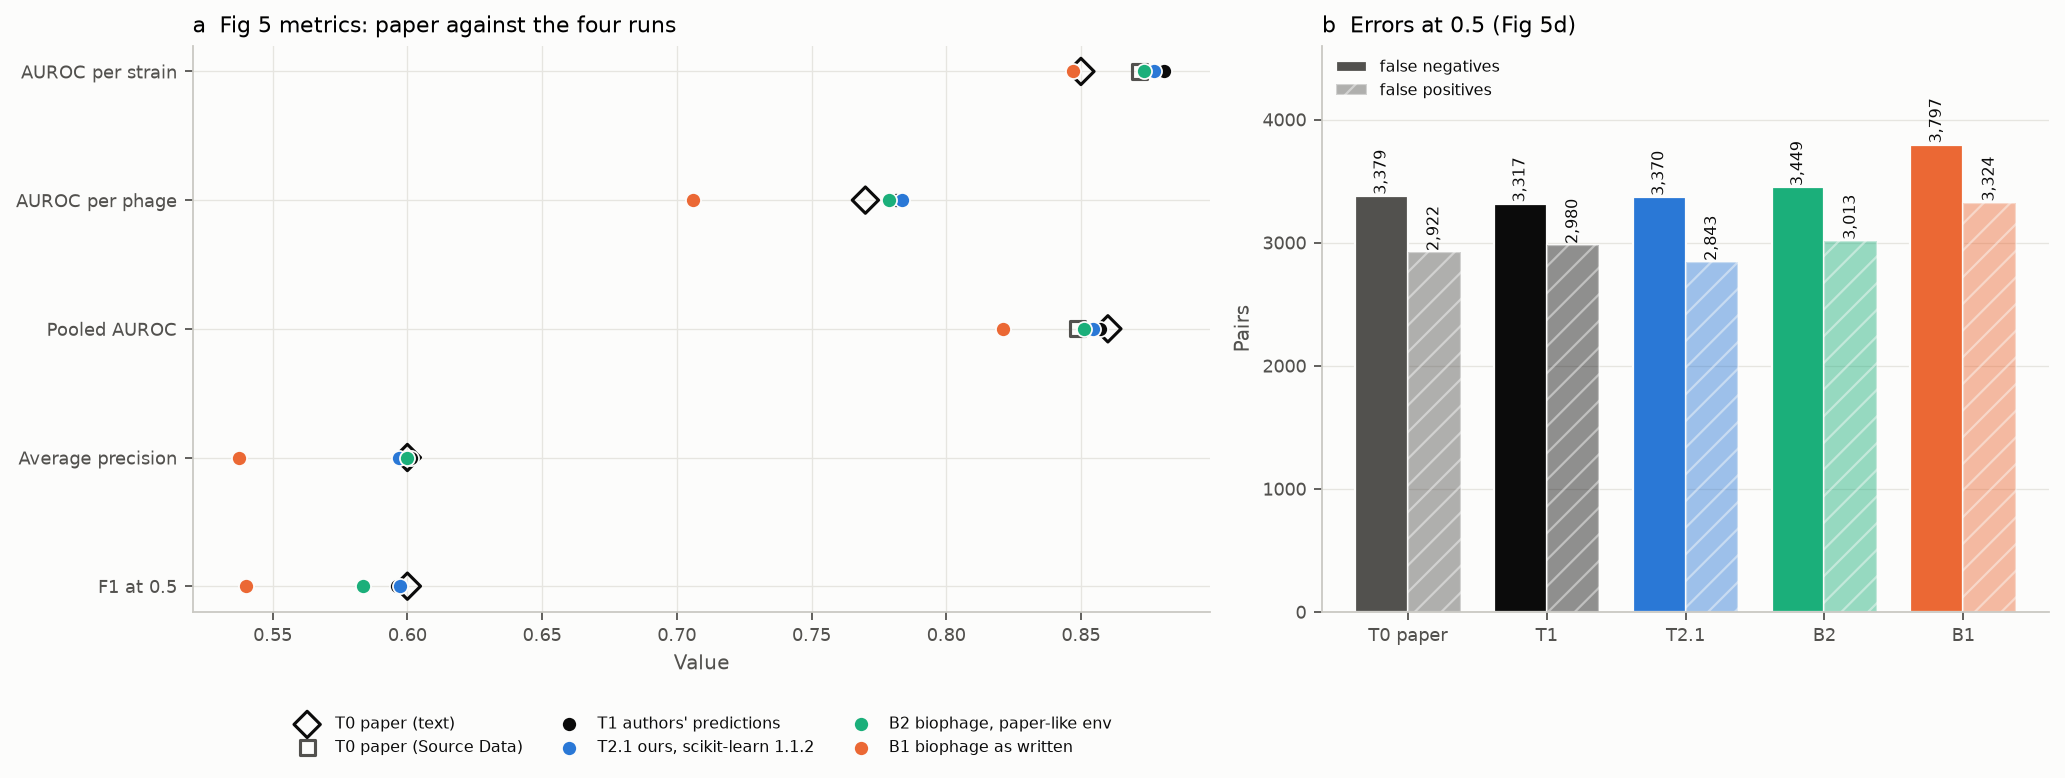 a  Fig 5 metrics: paper against the four runs
AUROC per strain
AUROC per phage
Pooled AUROC
Average precision
F1 at 0.5
0.55
0.60
0.65
0.70
0.75
0.80
0.85
Value
T0 paper (text)
T0 paper (Source Data)
T1 authors' predictions
T2.1 ours, scikit-learn 1.1.2
B2 biophage, paper-like env
B1 biophage as written
b  Errors at 0.5 (Fig 5d)
false negatives
false positives
Pairs
4000
3000
2000
1000
0
3,379
2,922
3,317
2,980
3,370
2,843
3,449
3,013
3,797
3,324
T0 paper
T1
T2.1
B2
B1